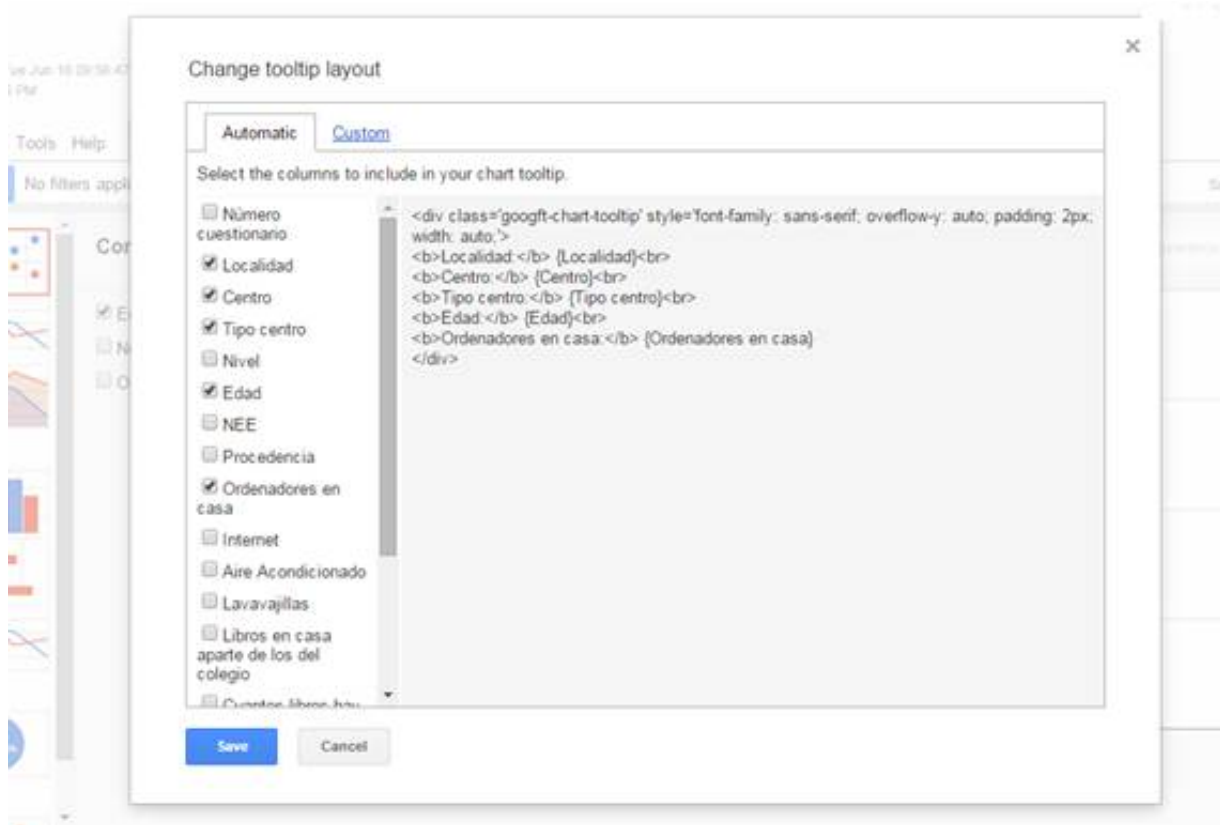 Change tooltip layout
Tools Help
Automatic Custom
No filters appli
Select the columns to include in your chart tooltip.
Número
cuestionario
Localidad
Centro
Tipo centro
Nivel
Edad
NEE
Procedencia
Ordenadores en
casa
Internet
Aire Acondicionado
Lavavajillas
Libros en casa
aparte de los del
colegio
Cuantos libros hay
<div class='googft-chart-tooltip' style='font-family: sans-serif; overflow-y: auto; padding: 2px;
width: auto;'>
<b>Localidad:</b> {Localidad}<br>
<b>Centro:</b> {Centro}<br>
<b>Tipo centro:</b> {Tipo centro}<br>
<b>Edad:</b> {Edad}<br>
<b>Ordenadores en casa:</b> {Ordenadores en casa}
</div>
Save Cancel